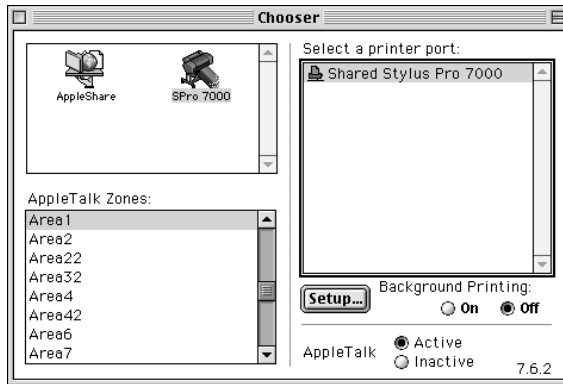 Chooser
AppleShare
SPro 7000
AppleTalk Zones:
Area1
Area2
Area22
Area32
Area4
Area42
Area6
Area7
Select a printer port:
Shared Stylus Pro 7000
Setup...
Background Printing:
On Off
AppleTalk
Active
Inactive
7.6.2